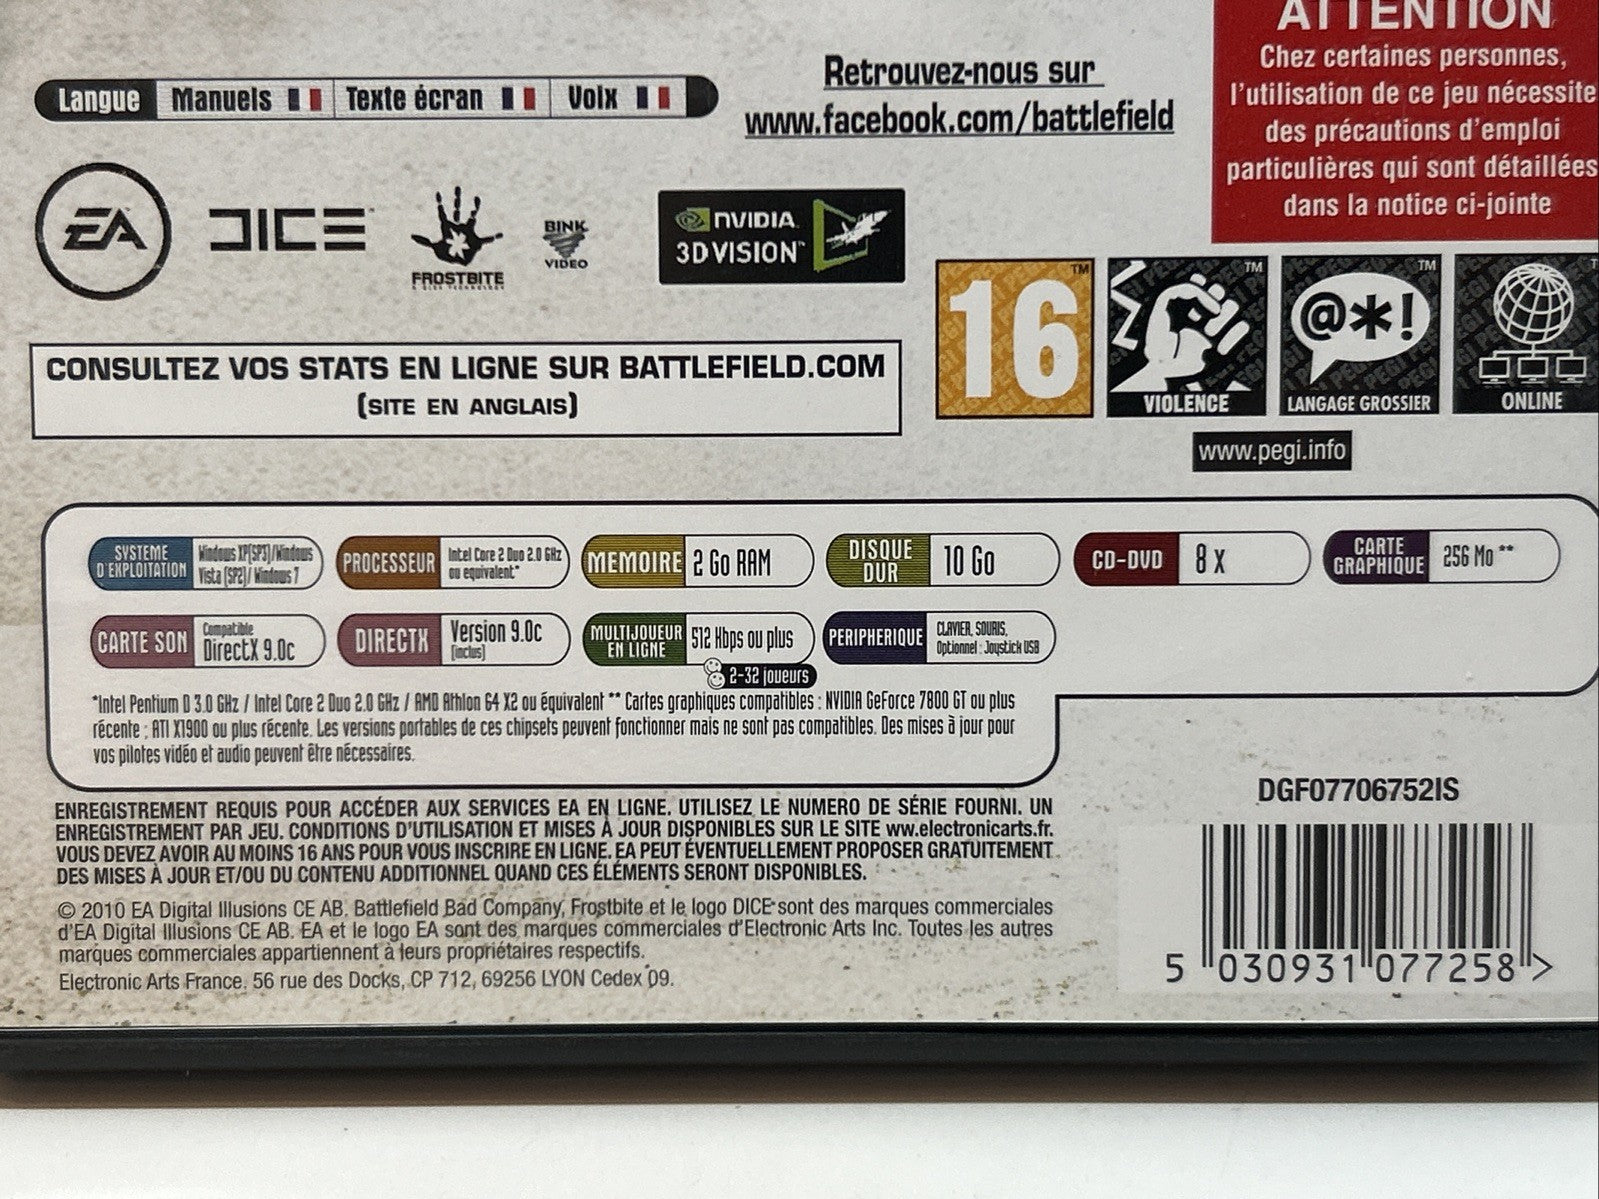 ATTENTION
Chez certaines personnes,
l'utilisation de ce jeu nécessite
des précautions d'emploi
particulières qui sont détaillées
dans la notice ci-jointe
Langue Manuels Texte écran Voix
Retrouvez-nous sur
www.facebook.com/battlefield
EA DICE FROSTBITE BINK VIDEO
NVIDIA
3D VISION™
CONSULTEZ VOS STATS EN LIGNE SUR BATTLEFIELD.COM
(SITE EN ANGLAIS)
16 ™
VIOLENCE ™
@*! ™
LANGAGE GROSSIER
ONLINE
www.pegi.info
SYSTEME D'EXPLOITATION Windows XP(SP3)/Windows
Vista (SP2)/ Windows 7
PROCESSEUR Intel Core 2 Duo 2.0 GHz
ou equivalent*
MEMOIRE 2 Go RAM
DISQUE DUR 10 Go
CD-DVD 8 X
CARTE GRAPHIQUE 256 Mo **
CARTE SON Compatible
DirectX 9.0c
DIRECTX Version 9.0c
(inclus)
MULTIJOUEUR EN LIGNE 512 Kbps ou plus
2-32 joueurs
PERIPHERIQUE CLAVIER, SOURIS,
Optionnel : Joystick USB
*Intel Pentium D 3.0 GHz / Intel Core 2 Duo 2.0 GHz / AMD Athlon 64 X2 ou équivalent ** Cartes graphiques compatibles : NVIDIA GeForce 7800 GT ou plus
récente ; ATI X1900 ou plus récente. Les versions portables de ces chipsets peuvent fonctionner mais ne sont pas compatibles. Des mises à jour pour
vos pilotes vidéo et audio peuvent être nécessaires.
ENREGISTREMENT REQUIS POUR ACCÉDER AUX SERVICES EA EN LIGNE. UTILISEZ LE NUMERO DE SÉRIE FOURNI. UN
ENREGISTREMENT PAR JEU. CONDITIONS D'UTILISATION ET MISES À JOUR DISPONIBLES SUR LE SITE ww.electronicarts.fr.
VOUS DEVEZ AVOIR AU MOINS 16 ANS POUR VOUS INSCRIRE EN LIGNE. EA PEUT ÉVENTUELLEMENT PROPOSER GRATUITEMENT
DES MISES À JOUR ET/OU DU CONTENU ADDITIONNEL QUAND CES ÉLÉMENTS SERONT DISPONIBLES.
© 2010 EA Digital Illusions CE AB. Battlefield Bad Company, Frostbite et le logo DICE sont des marques commerciales
d'EA Digital Illusions CE AB. EA et le logo EA sont des marques commerciales d'Electronic Arts Inc. Toutes les autres
marques commerciales appartiennent à leurs propriétaires respectifs.
Electronic Arts France, 56 rue des Docks, CP 712, 69256 LYON Cedex 09.
DGF07706752IS
5 030931 077258 >